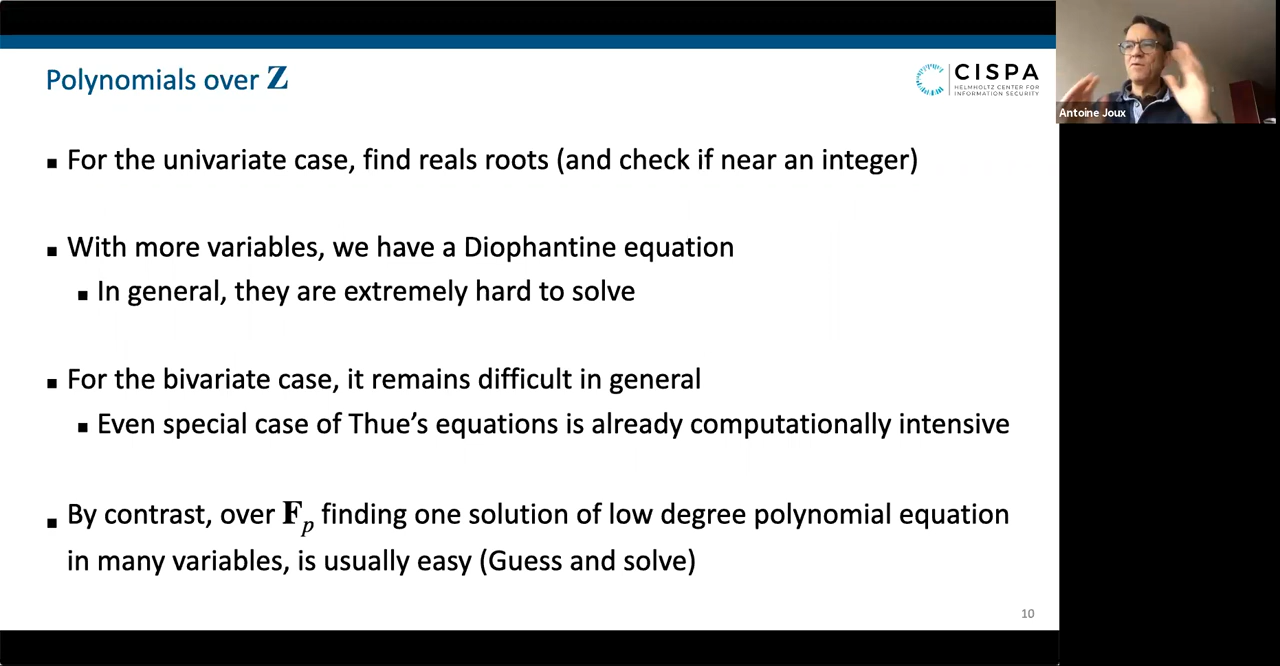 Polynomials over Z
CISPA
HELMHOLTZ CENTER FOR
INFORMATION SECURITY
Antoine Joux
▪ For the univariate case, find reals roots (and check if near an integer)
▪ With more variables, we have a Diophantine equation
▪ In general, they are extremely hard to solve
▪ For the bivariate case, it remains difficult in general
▪ Even special case of Thue’s equations is already computationally intensive
▪ By contrast, over Fp finding one solution of low degree polynomial equation
in many variables, is usually easy (Guess and solve)
10